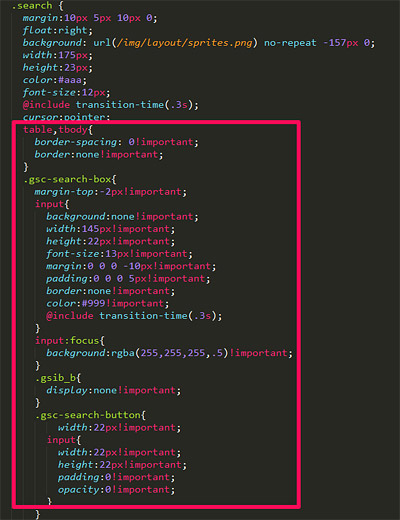 .search {
margin:10px 5px 10px 0;
float:right;
background: url(/img/layout/sprites.png) no-repeat -157px 0;
width:175px;
height:23px;
color:#aaa;
font-size:12px;
@include transition-time(.3s);
cursor:pointer;
table,tbody{
border-spacing: 0!important;
border:none!important;
}
.gsc-search-box{
margin-top:-2px!important;
input{
background:none!important;
width:145px!important;
height:22px!important;
font-size:13px!important;
margin:0 0 0 -10px!important;
padding:0 0 0 5px!important;
border:none!important;
color:#999!important;
@include transition-time(.3s);
}
input:focus{
background:rgba(255,255,255,.5)!important;
}
.gsib_b{
display:none!important;
}
.gsc-search-button{
width:22px!important;
input{
width:22px!important;
height:22px!important;
padding:0!important;
opacity:0!important;
}
}